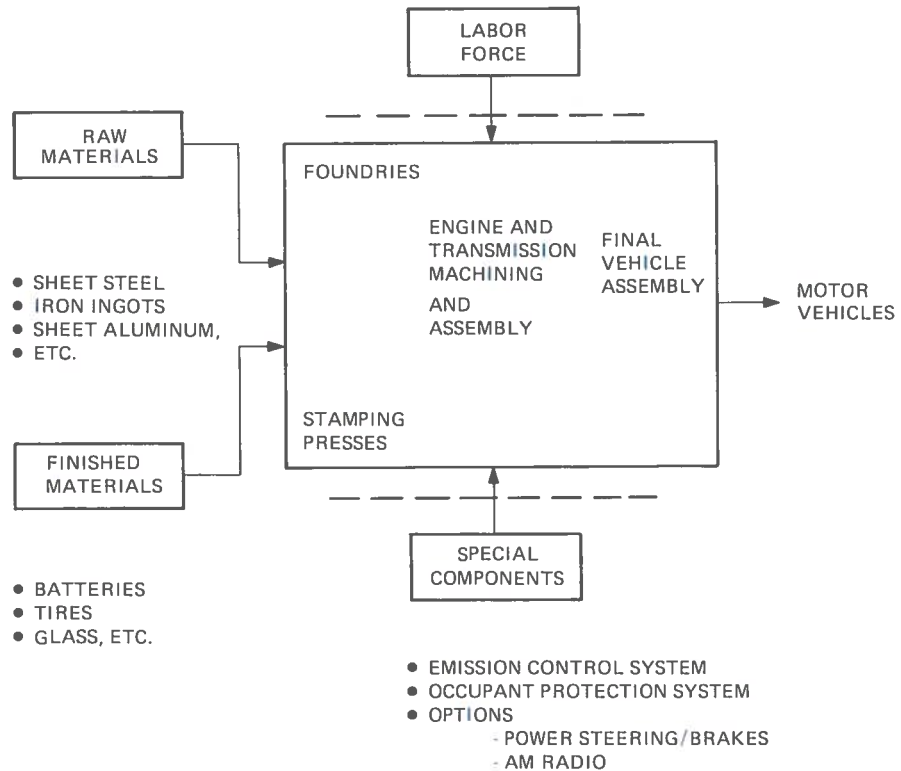 LABOR
FORCE
RAW
MATERIALS
● SHEET STEEL
● IRON INGOTS
● SHEET ALUMINUM,
● ETC.
FINISHED
MATERIALS
● BATTERIES
● TIRES
● GLASS, ETC.
FOUNDRIES
ENGINE AND
TRANSMISSION
MACHINING
AND
ASSEMBLY
FINAL
VEHICLE
ASSEMBLY
STAMPING
PRESSES
MOTOR
VEHICLES
SPECIAL
COMPONENTS
● EMISSION CONTROL SYSTEM
● OCCUPANT PROTECTION SYSTEM
● OPTIONS
- POWER STEERING/BRAKES
- AM RADIO